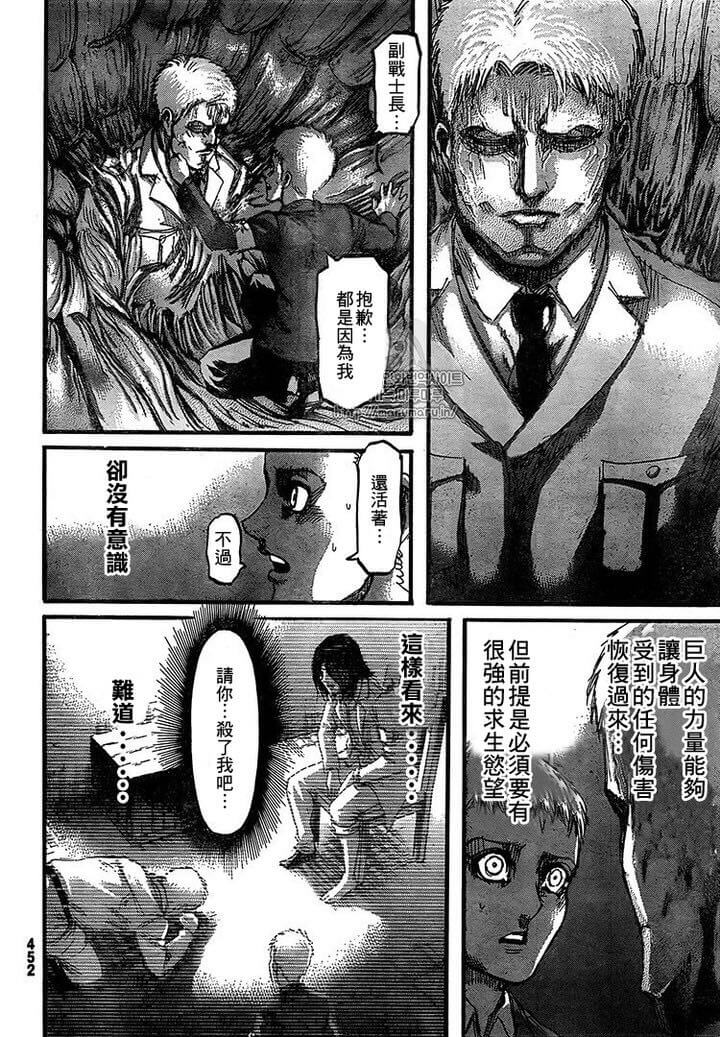 副戰士長…
抱歉…
都是因為我
http://marumaru.in/
還活著…
不過
卻沒有意識
巨人的力量能夠
讓身體
受到的任何傷害
恢復過來…
但前提是必須要有
很強的求生慾望
這樣看來………
請你…殺了我吧…
難道………
452